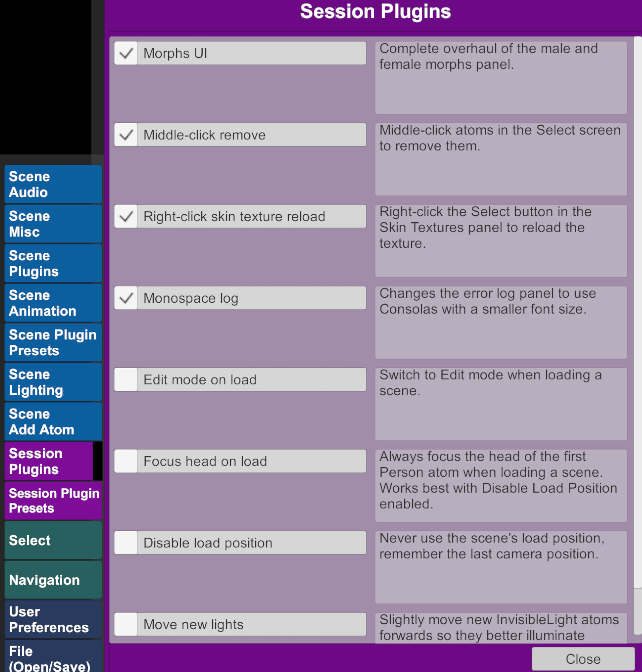 Session Plugins
Morphs UI
Complete overhaul of the male and
female morphs panel.
Middle-click remove
Middle-click atoms in the Select screen
to remove them.
Right-click skin texture reload
Right-click the Select button in the
Skin Textures panel to reload the
texture.
Monospace log
Changes the error log panel to use
Consolas with a smaller font size.
Edit mode on load
Switch to Edit mode when loading a
scene.
Focus head on load
Always focus the head of the first
Person atom when loading a scene.
Works best with Disable Load Position
enabled.
Disable load position
Never use the scene's load position,
remember the last camera position.
Move new lights
Slightly move new InvisibleLight atoms
forwards so they better illuminate
Close
Scene
Audio
Scene
Misc
Scene
Plugins
Scene
Animation
Scene Plugin
Presets
Scene
Lighting
Scene
Add Atom
Session
Plugins
Session Plugin
Presets
Select
Navigation
User
Preferences
File
(Open/Save)